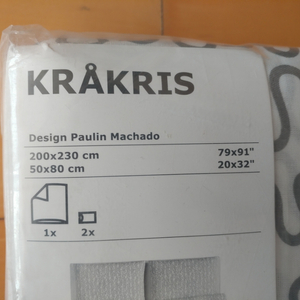 KRÅKRIS
Design Paulin Machado
200x230 cm 79x91"
50x80 cm 20x32"
1x 2x